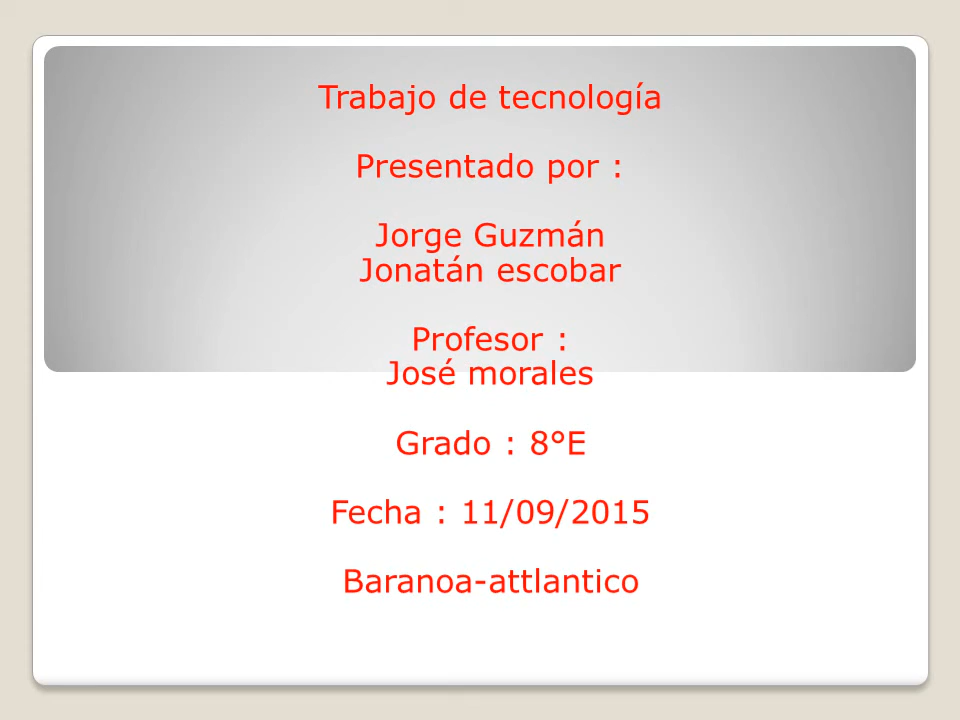 Trabajo de tecnología
Presentado por :
Jorge Guzmán
Jonatán escobar
Profesor :
José morales
Grado : 8°E
Fecha : 11/09/2015
Baranoa-attlantico